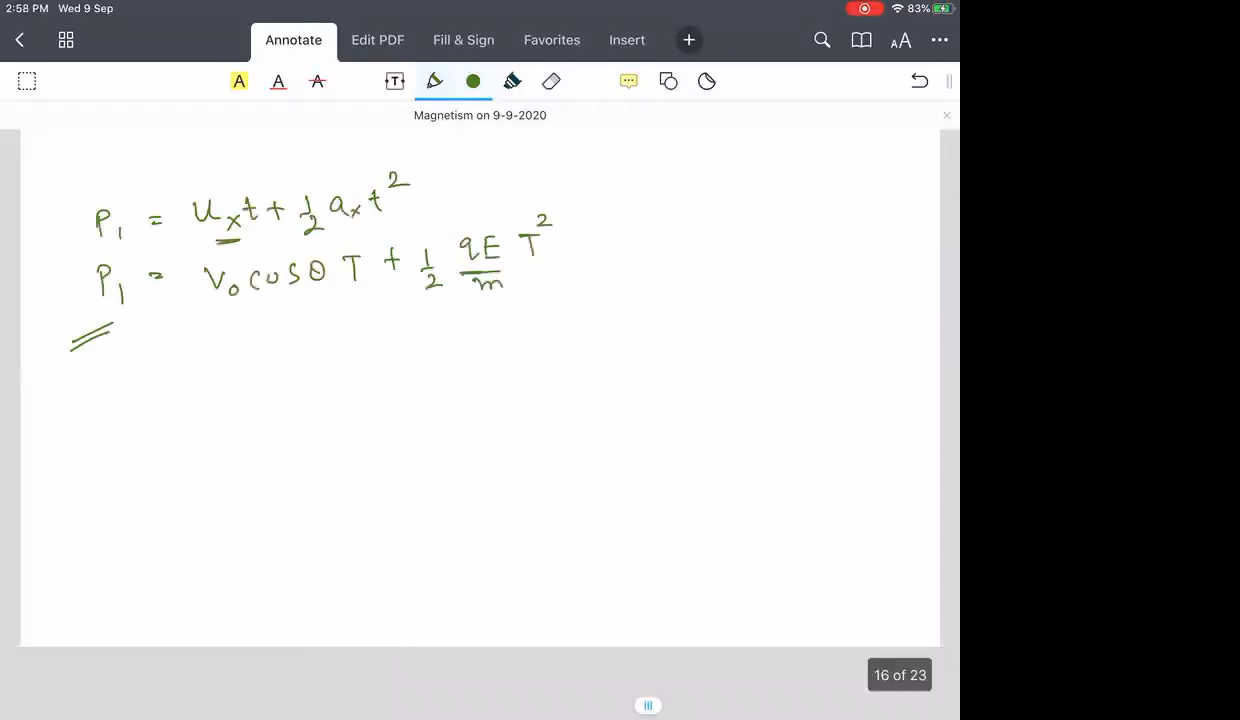 2:58 PM Wed 9 Sep 83%
Annotate Edit PDF Fill & Sign Favorites Insert
Magnetism on 9-9-2020
P₁ = uₓt + 1/2 aₓt²
P₁ = v₀ cosθ T + 1/2 qE/m T²
16 of 23